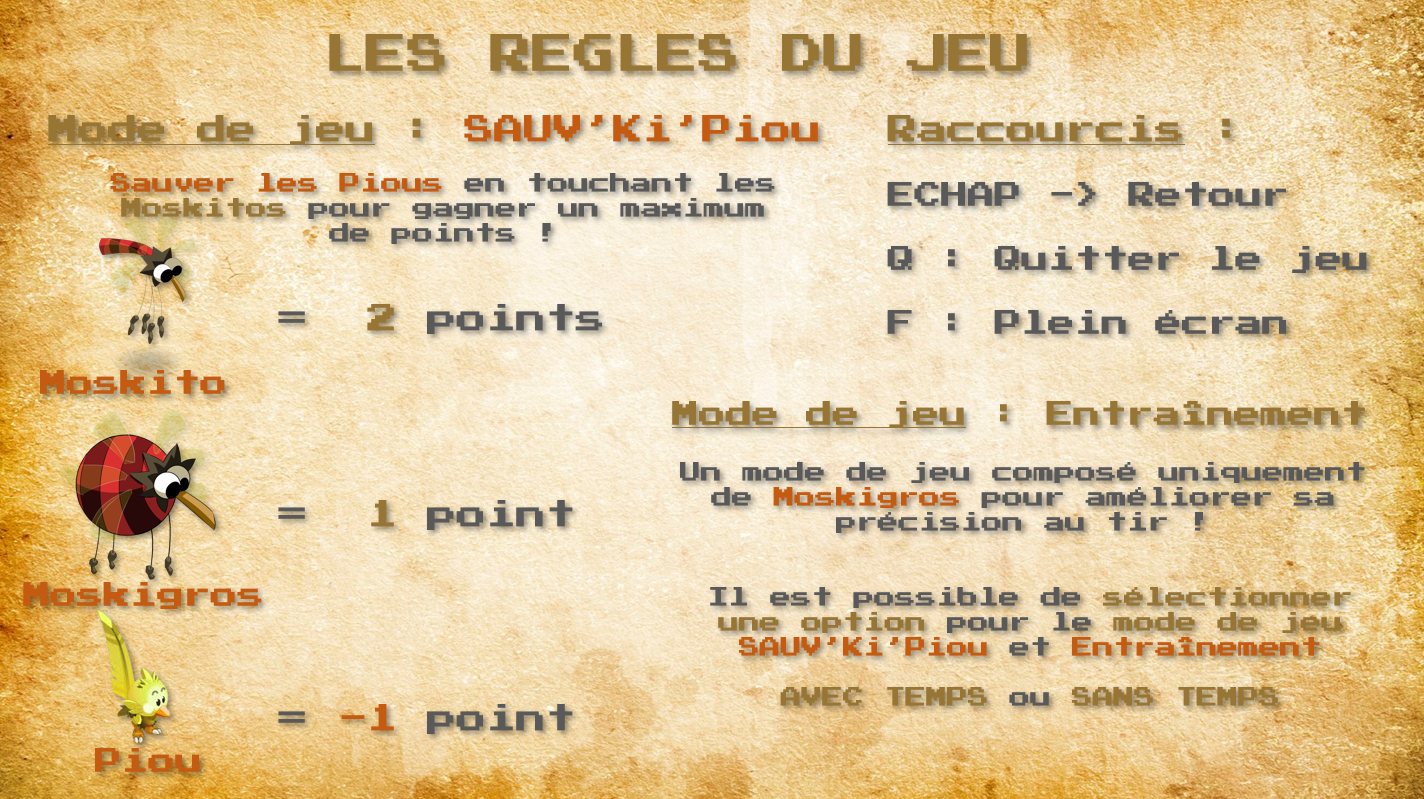 LES REGLES DU JEU
Mode de jeu : SAUV'Ki'Piou
Sauver les Pious en touchant les
Moskitos pour gagner un maximum
de points !
= 2 points
Moskito
= 1 point
Moskigros
= -1 point
Piou
Raccourcis :
ECHAP -> Retour
Q : Quitter le jeu
F : Plein écran
Mode de jeu : Entraînement
Un mode de jeu composé uniquement
de Moskigros pour améliorer sa
précision au tir !
Il est possible de sélectionner
une option pour le mode de jeu
SAUV'Ki'Piou et Entraînement
AVEC TEMPS ou SANS TEMPS